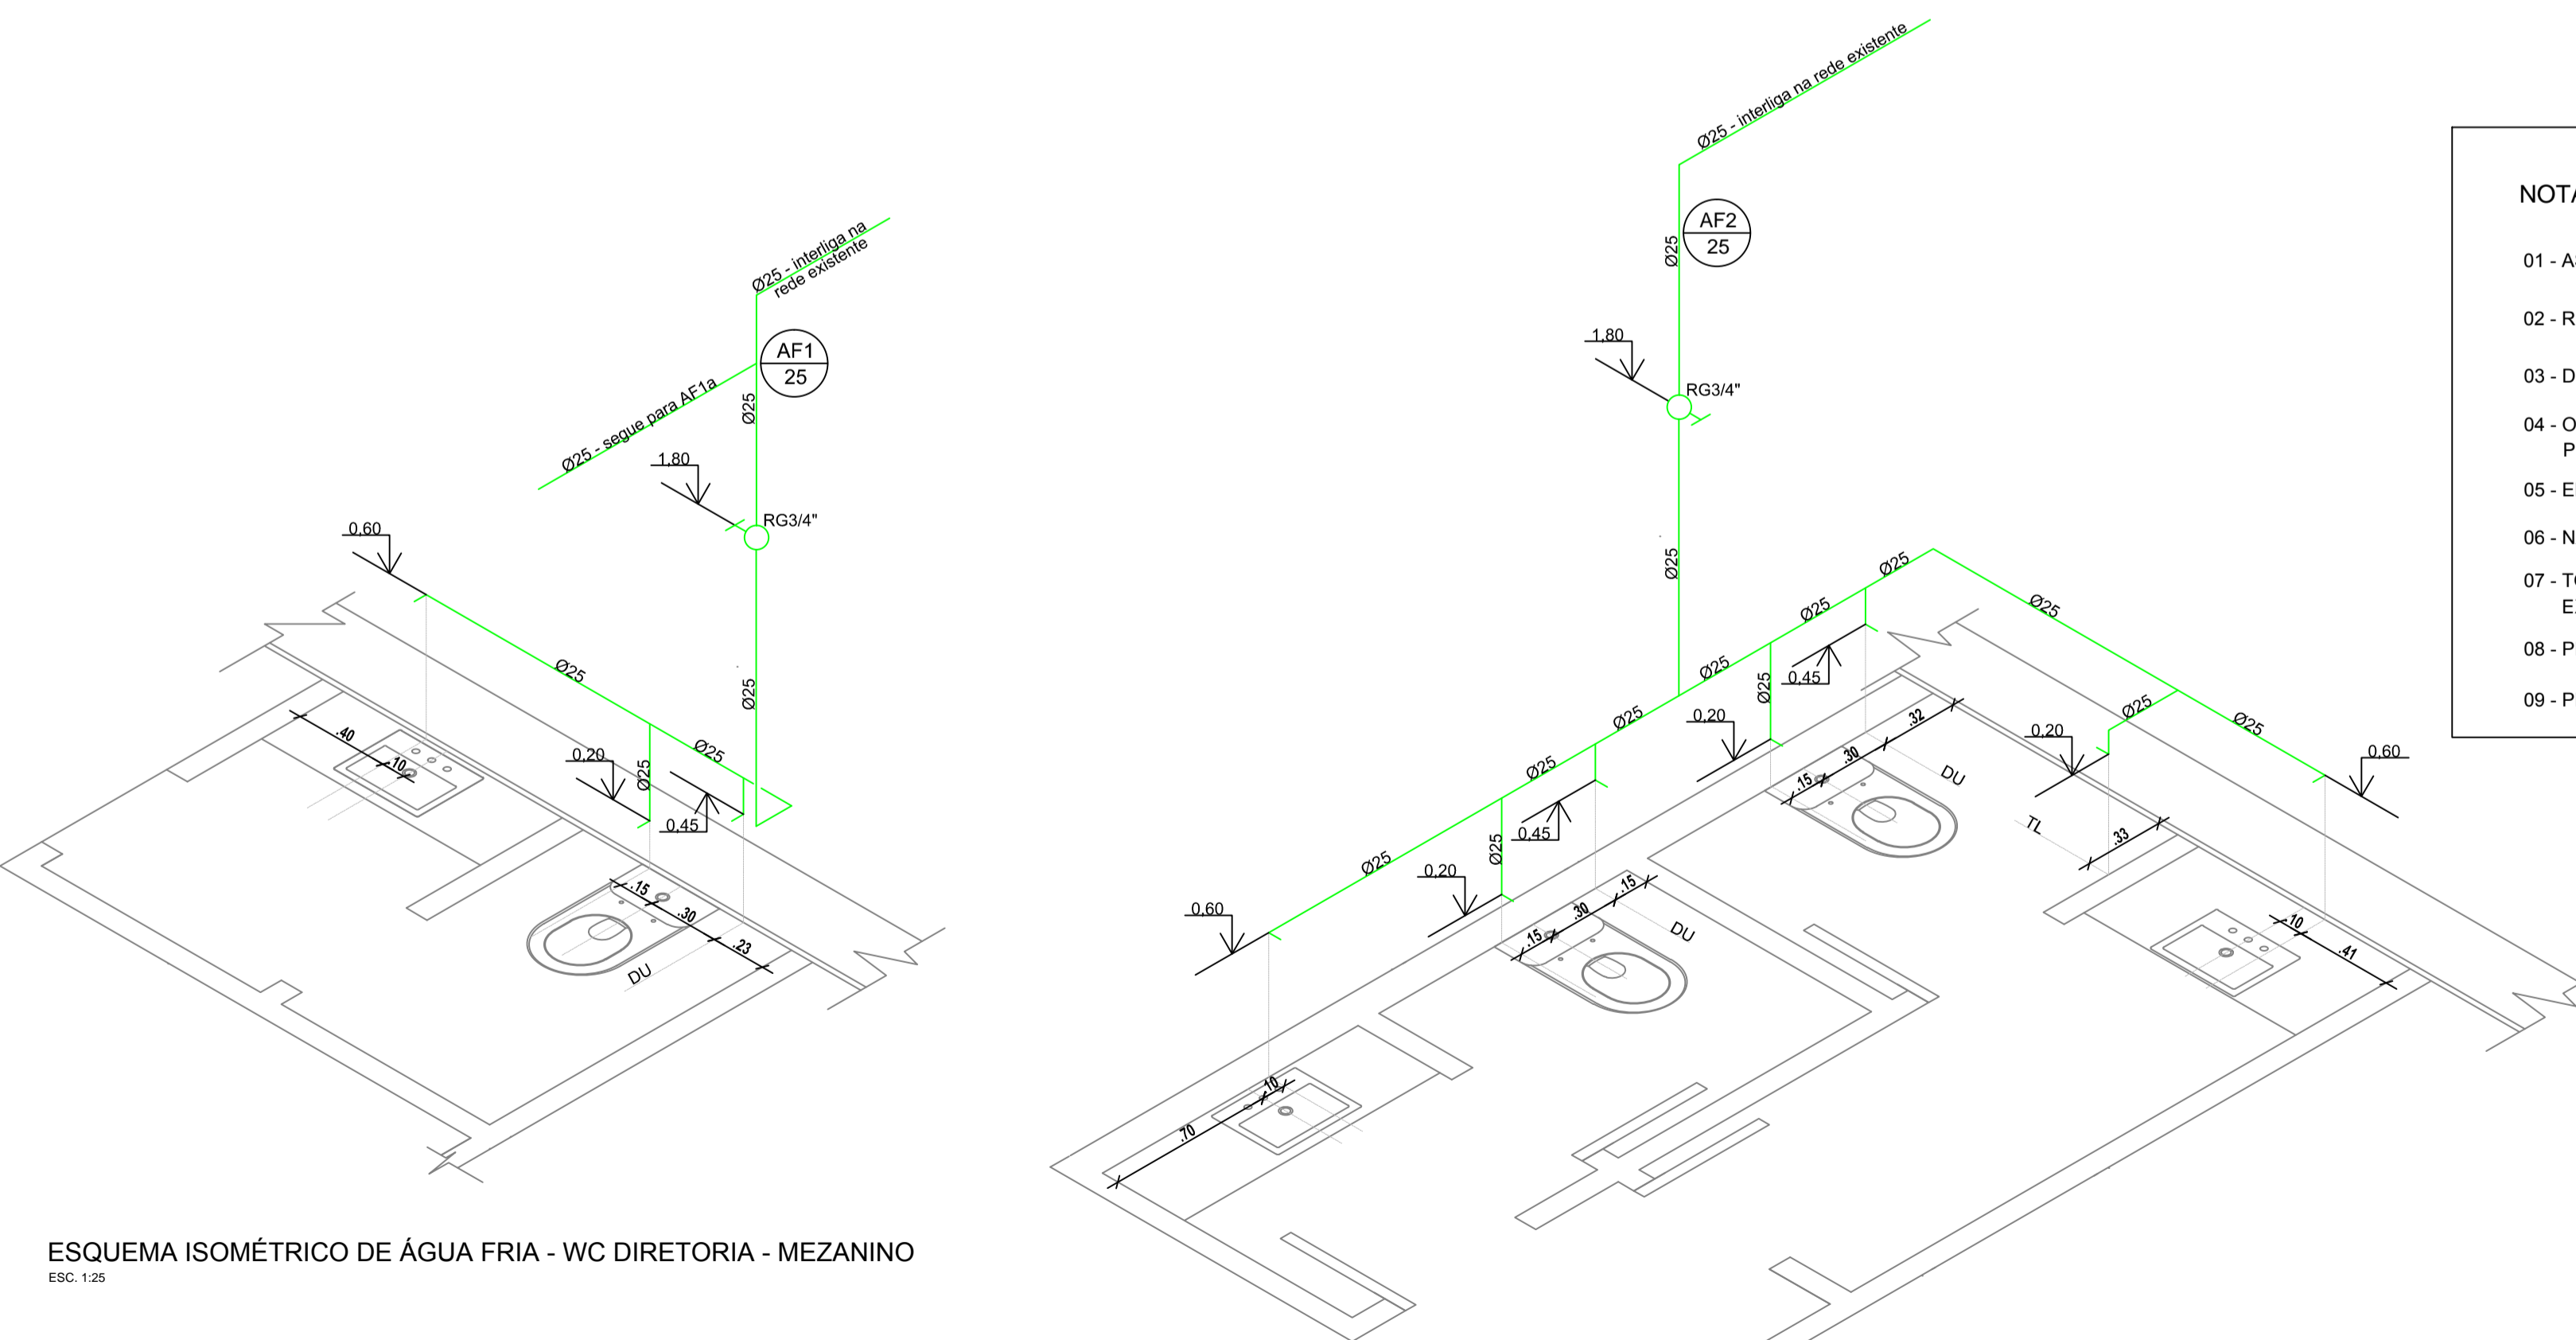 Ø25 - interliga na
rede existente
AF1
25
Ø25
Ø25 - segue para AF1a
1,80
RG3/4"
0,60
Ø25
Ø25
Ø25
0,20
Ø25
0,45
.40
.10
.15
.30
.23
DU
ESQUEMA ISOMÉTRICO DE ÁGUA FRIA - WC DIRETORIA - MEZANINO
ESC. 1:25
Ø25 - interliga na rede existente
AF2
25
Ø25
1,80
RG3/4"
Ø25
Ø25
Ø25
Ø25
Ø25
Ø25
0,45
Ø25
0,20
Ø25
Ø25
0,45
Ø25
0,20
Ø25
0,60
Ø25
Ø25
0,20
0,60
.32
.30
.15
DU
TL
.33
.15
.30
.15
DU
.10
.41
.10
.70
NOTA
01 - A
02 - R
03 - D
04 - O
P
05 - E
06 - N
07 - T
E
08 - P
09 - P